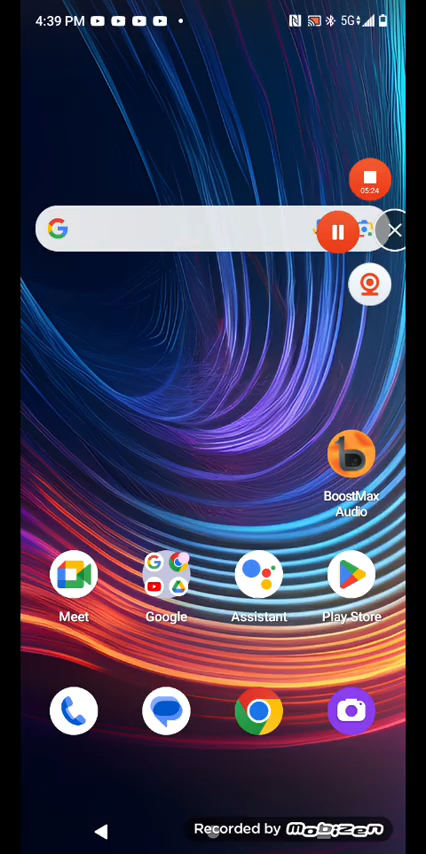 4:39 PM
5G
05:24
BoostMax
Audio
Meet
Google
Assistant
Play Store
Recorded by mobizen